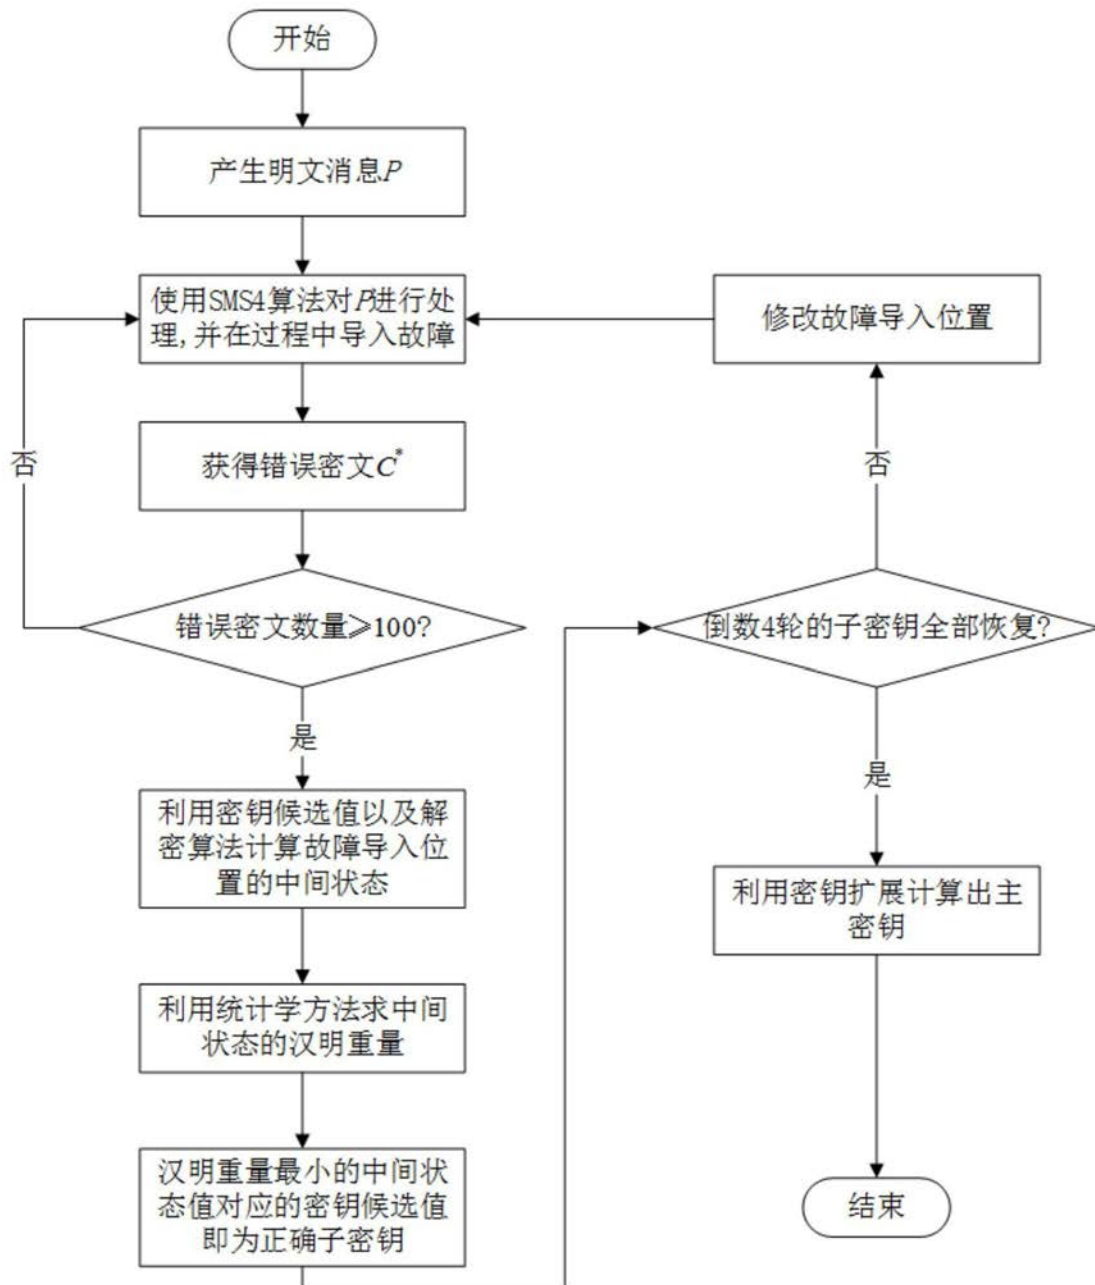 开始
产生明文消息P
使用SMS4算法对P进行处
理,并在过程中导入故障
修改故障导入位置
否
获得错误密文C*
否
错误密文数量≥100?
倒数4轮的子密钥全部恢复?
是
是
利用密钥候选值以及解
密算法计算故障导入位
置的中间状态
利用密钥扩展计算出主
密钥
利用统计学方法求中间
状态的汉明重量
汉明重量最小的中间状
态值对应的密钥候选值
即为正确子密钥
结束